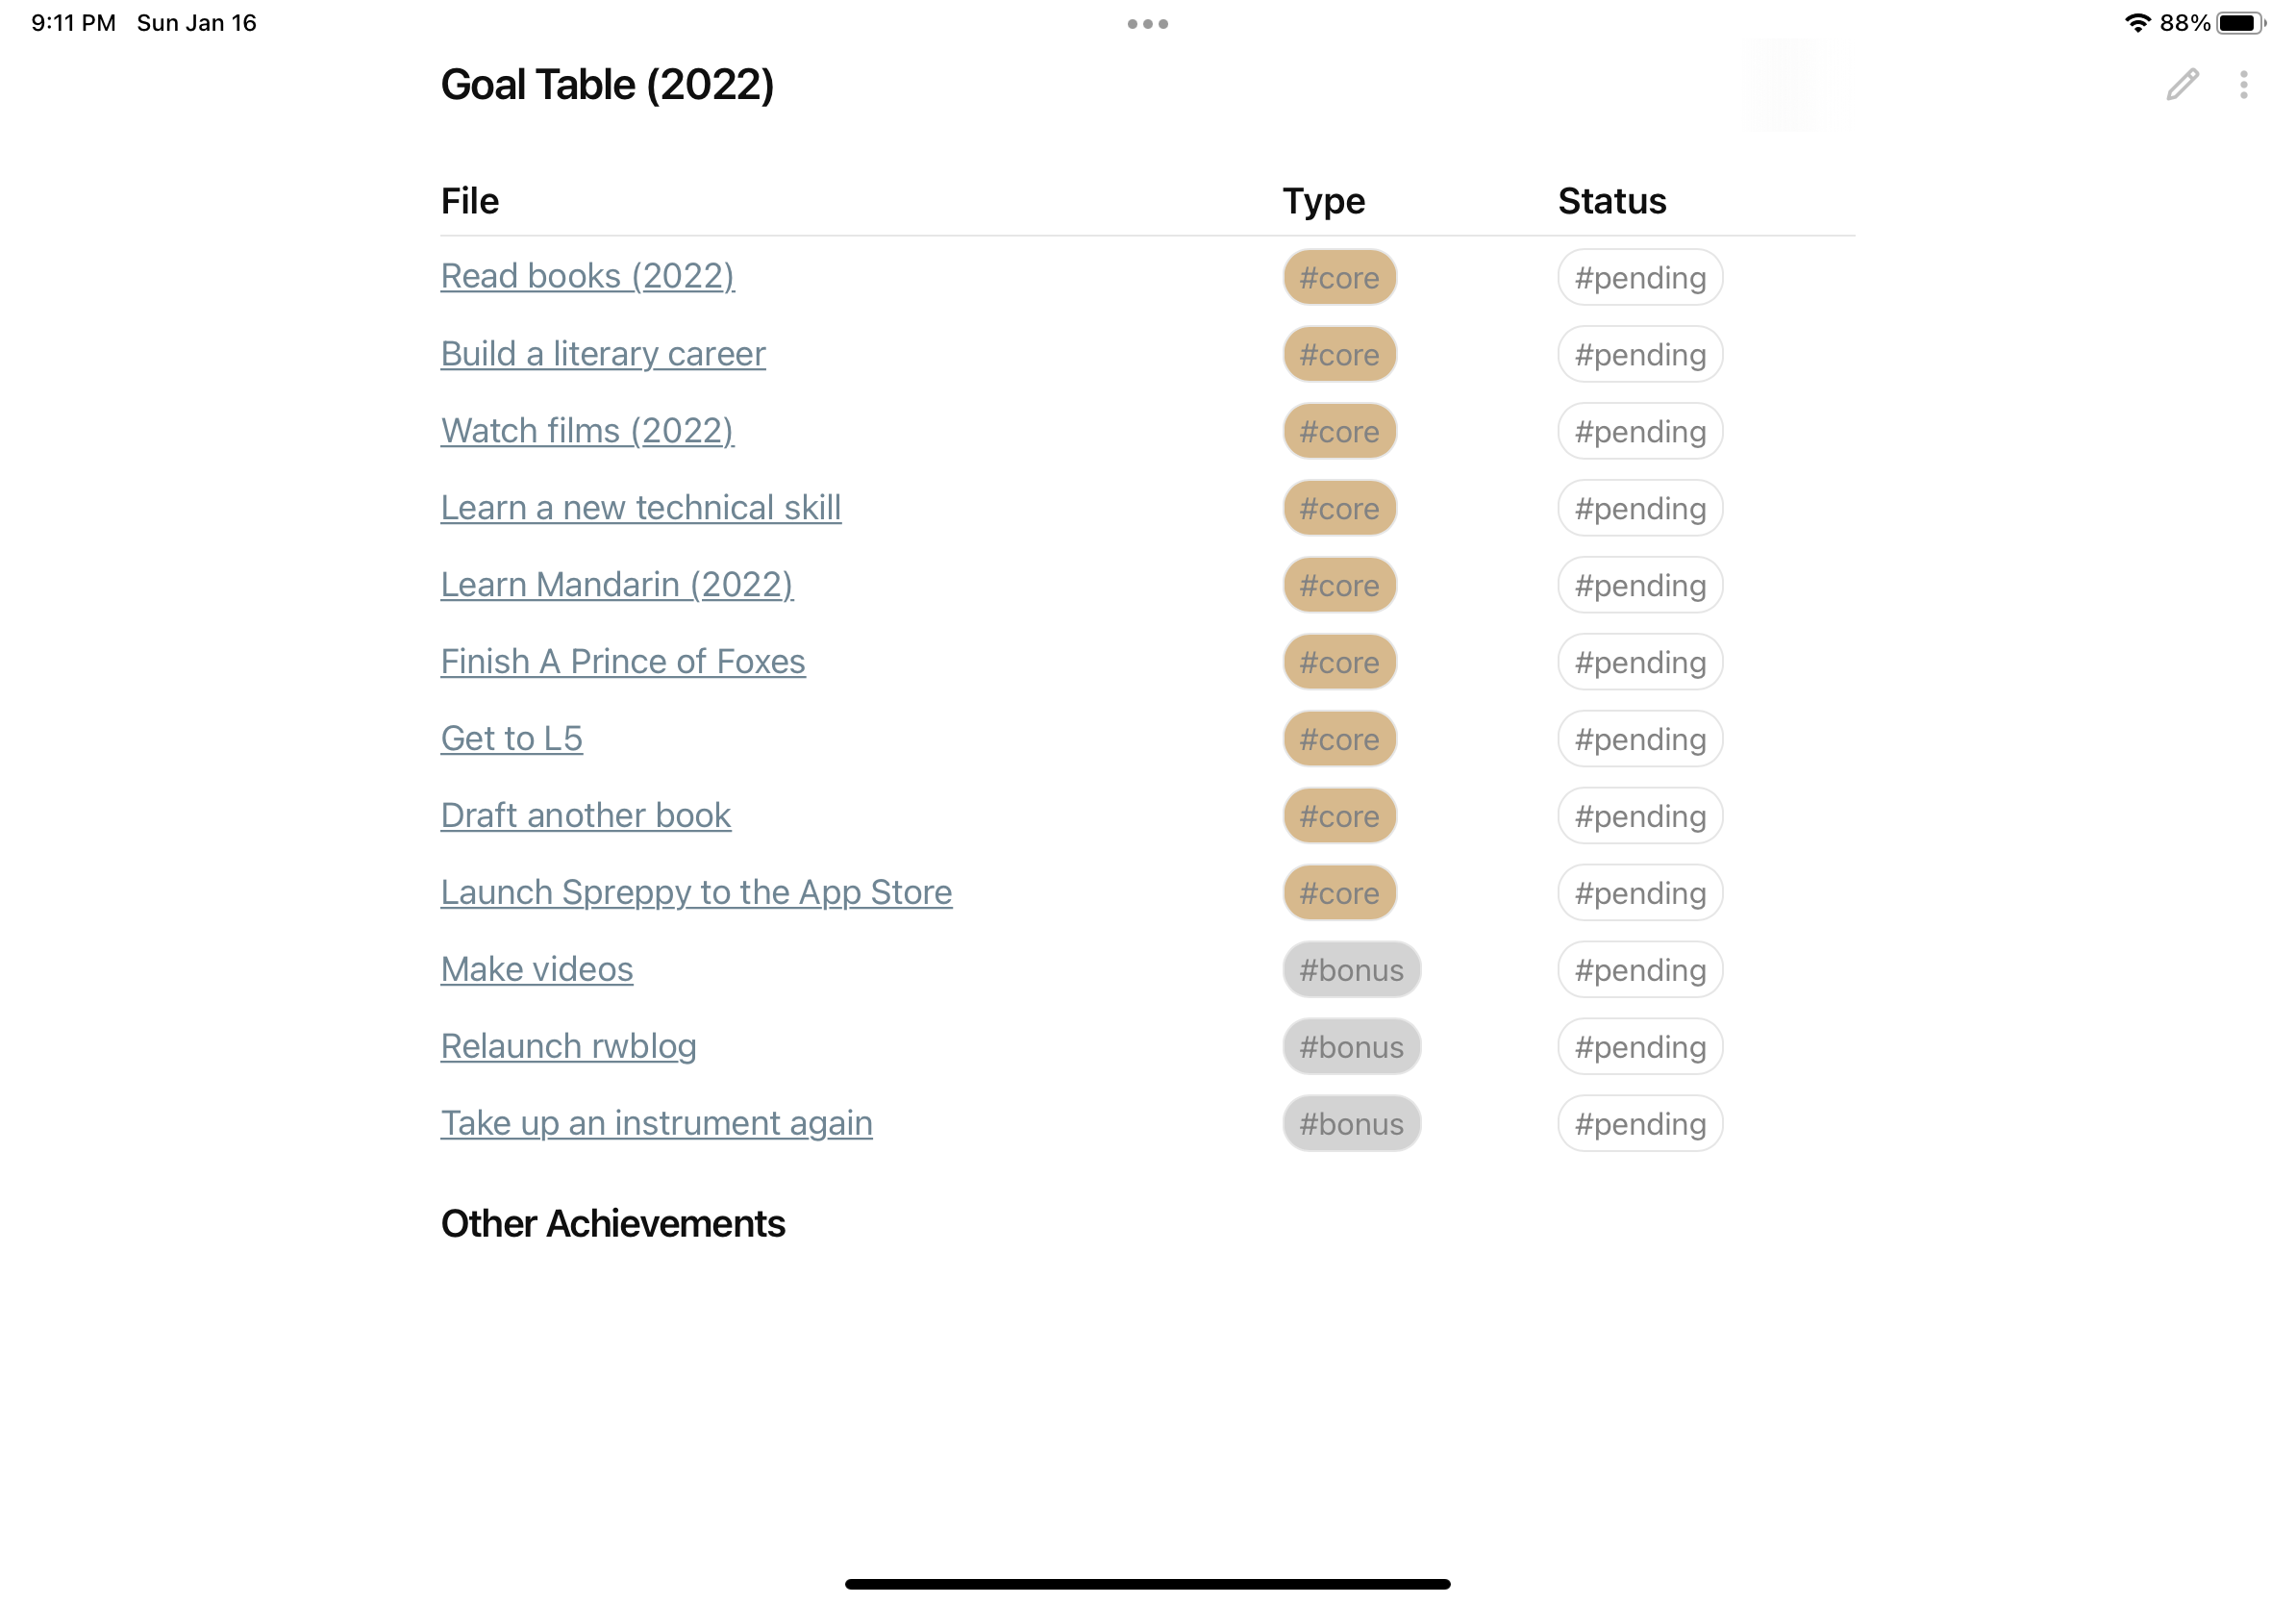 9:11 PM Sun Jan 16 88%
Goal Table (2022)
File Type Status
Read books (2022) #core #pending
Build a literary career #core #pending
Watch films (2022) #core #pending
Learn a new technical skill #core #pending
Learn Mandarin (2022) #core #pending
Finish A Prince of Foxes #core #pending
Get to L5 #core #pending
Draft another book #core #pending
Launch Spreppy to the App Store #core #pending
Make videos #bonus #pending
Relaunch rwblog #bonus #pending
Take up an instrument again #bonus #pending
Other Achievements